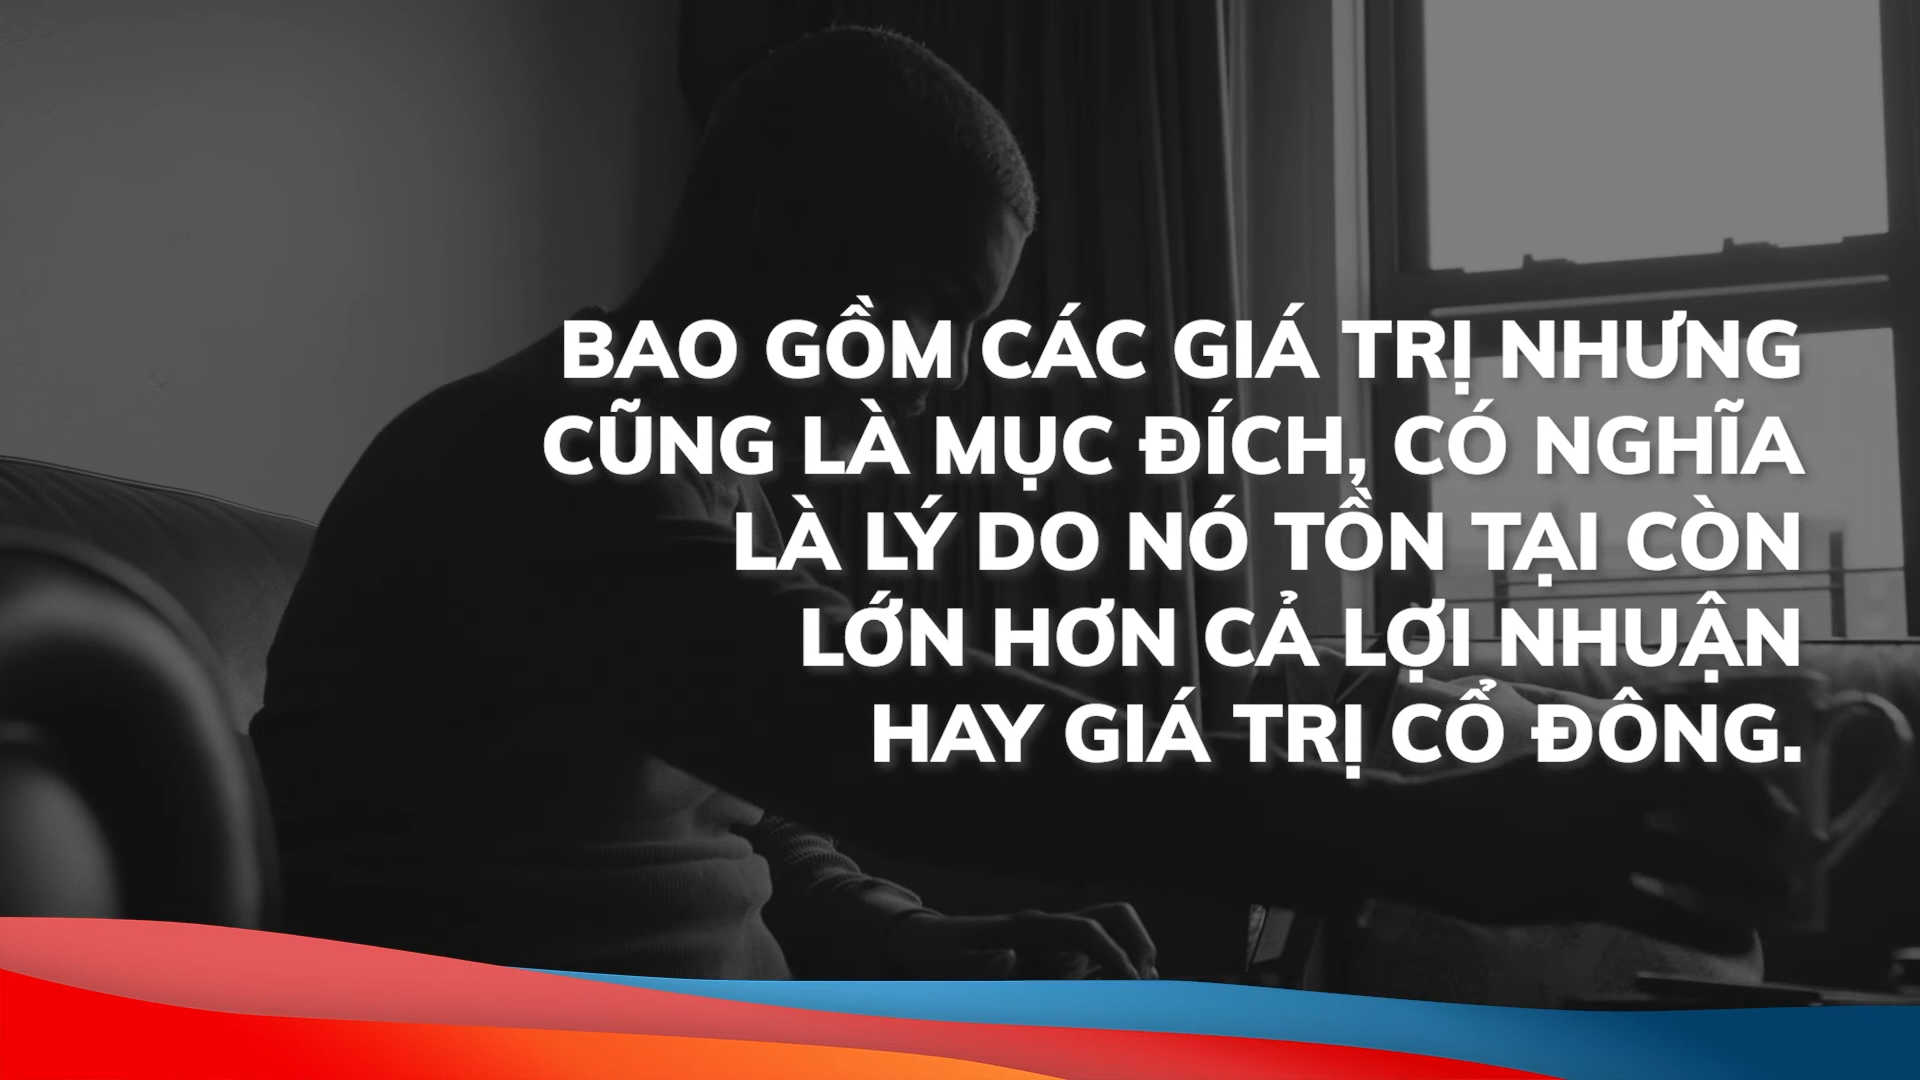 BAO GỒM CÁC GIÁ TRỊ NHƯNG
CŨNG LÀ MỤC ĐÍCH, CÓ NGHĨA
LÀ LÝ DO NÓ TỒN TẠI CÒN
LỚN HƠN CẢ LỢI NHUẬN
HAY GIÁ TRỊ CỔ ĐÔNG.